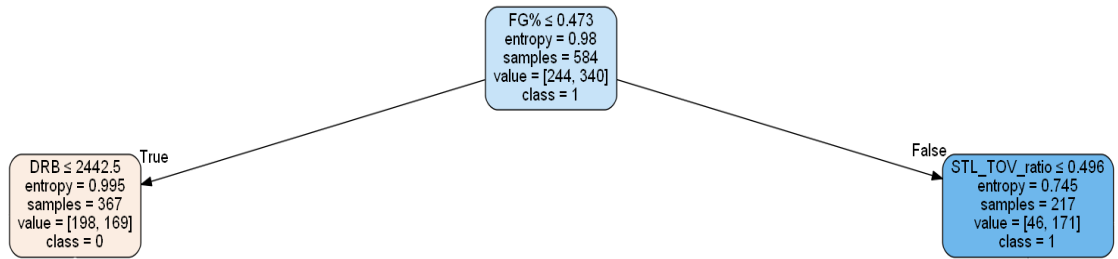 FG% ≤ 0.473
entropy = 0.98
samples = 584
value = [244, 340]
class = 1
True
False
DRB ≤ 2442.5
entropy = 0.995
samples = 367
value = [198, 169]
class = 0
STL_TOV_ratio ≤ 0.496
entropy = 0.745
samples = 217
value = [46, 171]
class = 1